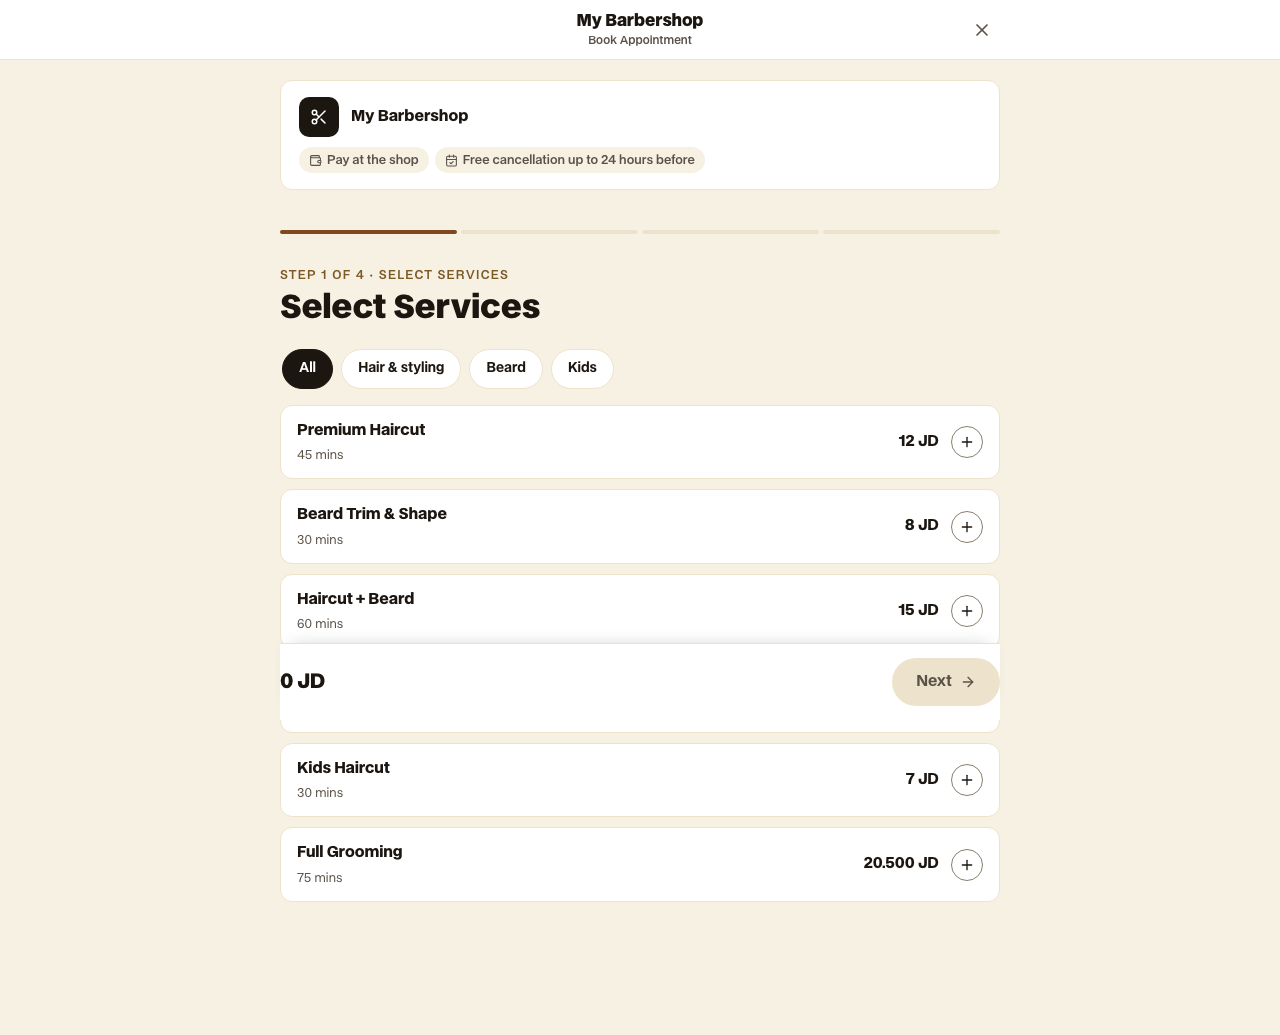 My Barbershop
Book Appointment
My Barbershop
Pay at the shop
Free cancellation up to 24 hours before
STEP 1 OF 4 · SELECT SERVICES
Select Services
All
Hair & styling
Beard
Kids
Premium Haircut
45 mins
12 JD
Beard Trim & Shape
30 mins
8 JD
Haircut + Beard
60 mins
15 JD
0 JD
Next
Kids Haircut
30 mins
7 JD
Full Grooming
75 mins
20.500 JD